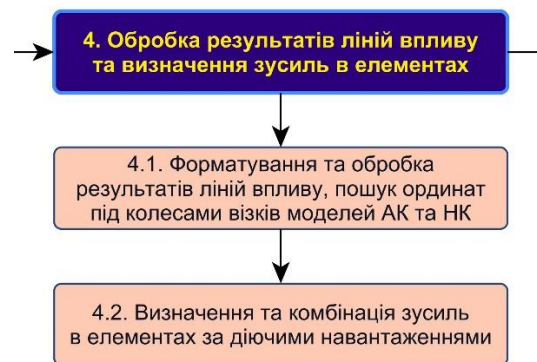 4. Обробка результатів ліній впливу
та визначення зусиль в елементах
4.1. Форматування та обробка
результатів ліній впливу, пошук ординат
під колесами візків моделей АК та НК
4.2. Визначення та комбінація зусиль
в елементах за діючими навантаженнями